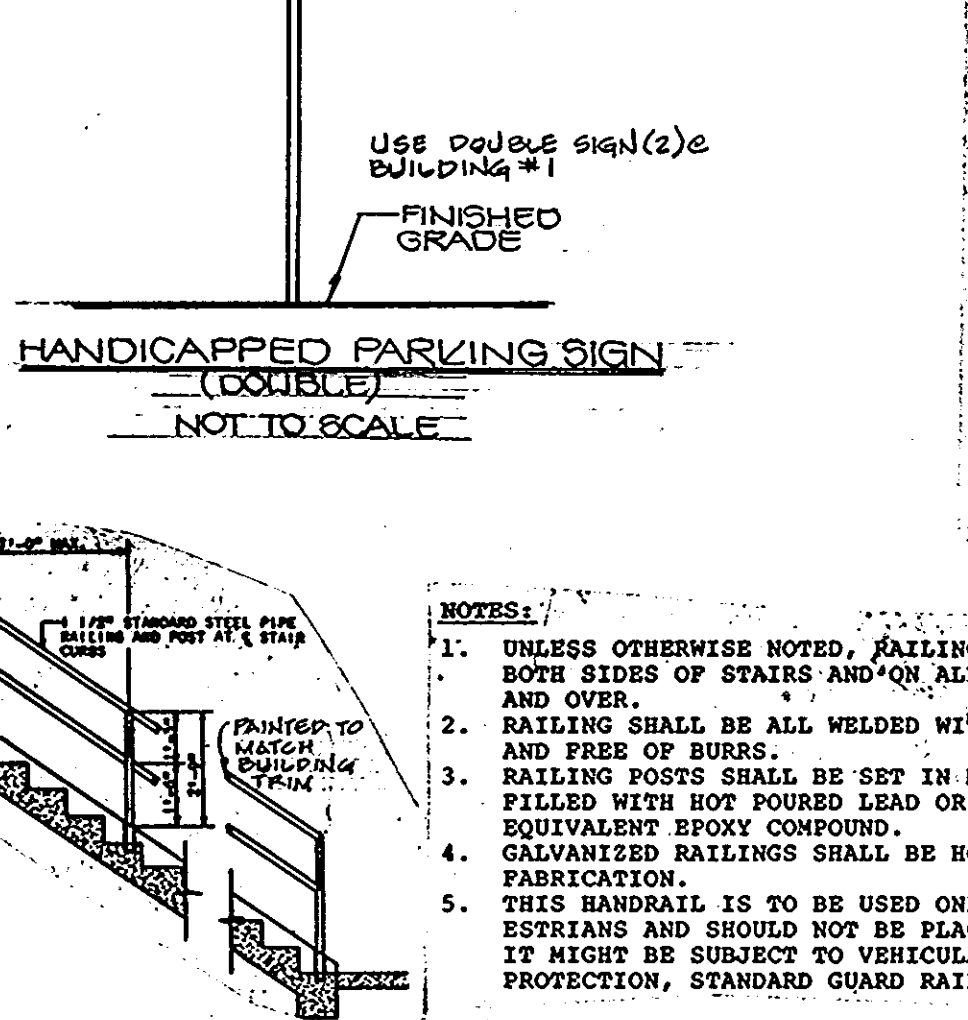 USE DOUBLE SIGN(2)@
BUILDING #1
FINISHED
GRADE
HANDICAPPED PARKING SIGN
(DOUBLE)
NOT TO SCALE
MAX.
1 1/2" STANDARD STEEL PIPE
RAILING AND POST AT ℄ STAIR
CURBS
PAINTED TO
MATCH
BUILDING
TRIM
NOTES:
1. UNLESS OTHERWISE NOTED, RAILING
BOTH SIDES OF STAIRS AND ON AL
AND OVER.
2. RAILING SHALL BE ALL WELDED WI
AND FREE OF BURRS.
3. RAILING POSTS SHALL BE SET IN
FILLED WITH HOT POURED LEAD OR
EQUIVALENT EPOXY COMPOUND.
4. GALVANIZED RAILINGS SHALL BE H
FABRICATION.
5. THIS HANDRAIL IS TO BE USED ON
ESTRIANS AND SHOULD NOT BE PLA
IT MIGHT BE SUBJECT TO VEHICUL
PROTECTION, STANDARD GUARD RAI